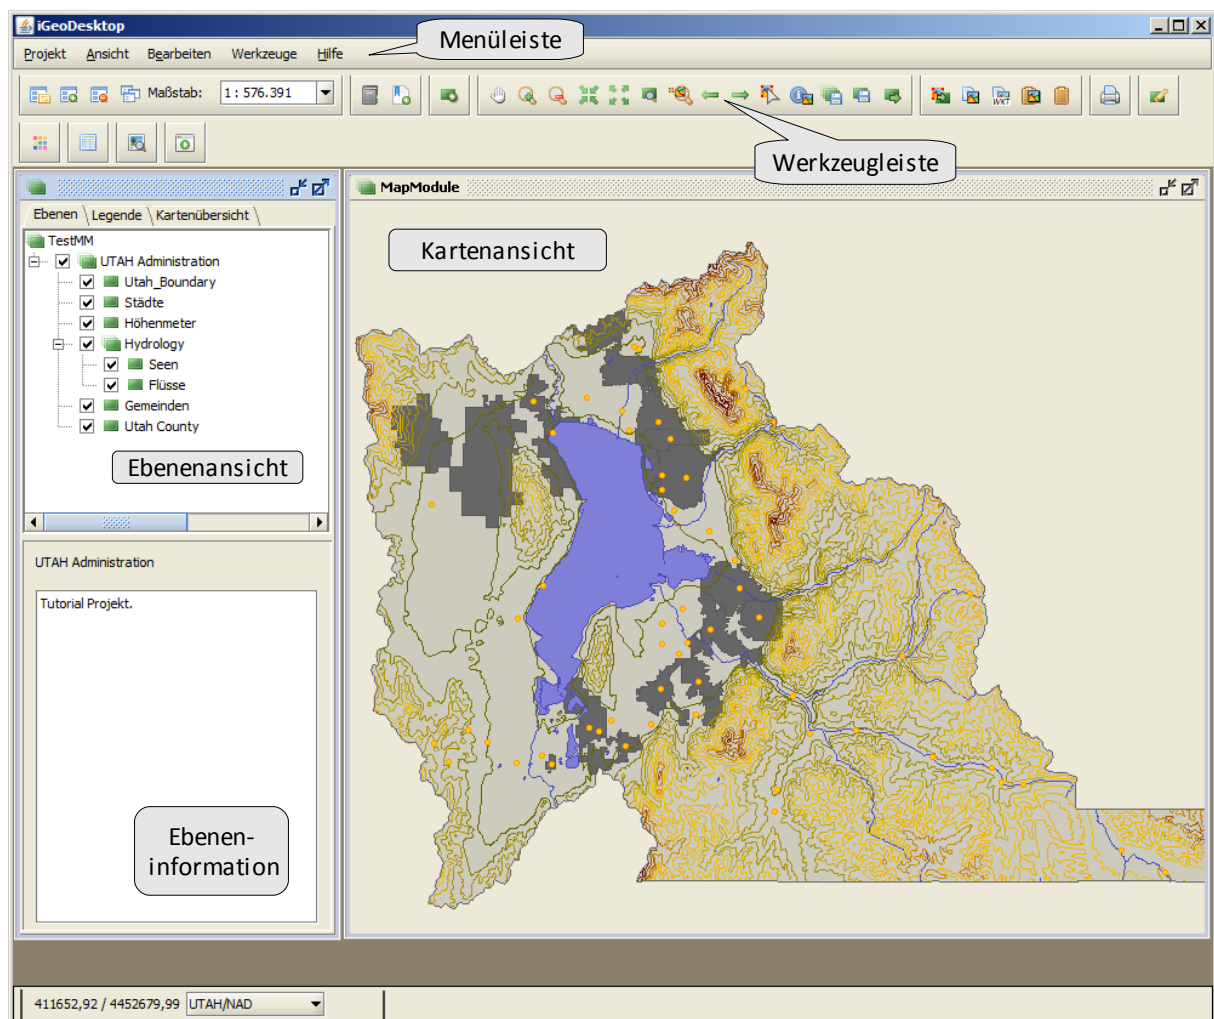 iGeoDesktop
Projekt Ansicht Bearbeiten Werkzeuge Hilfe
Menüleiste
Maßstab: 1 : 576.391
WKT
Werkzeugleiste
MapModule
Ebenen Legende Kartenübersicht
TestMM
UTAH Administration
Utah_Boundary
Städte
Höhenmeter
Hydrology
Seen
Flüsse
Gemeinden
Utah County
Ebenenansicht
Kartenansicht
UTAH Administration
Tutorial Projekt.
Ebenen-
information
411652,92 / 4452679,99 UTAH/NAD